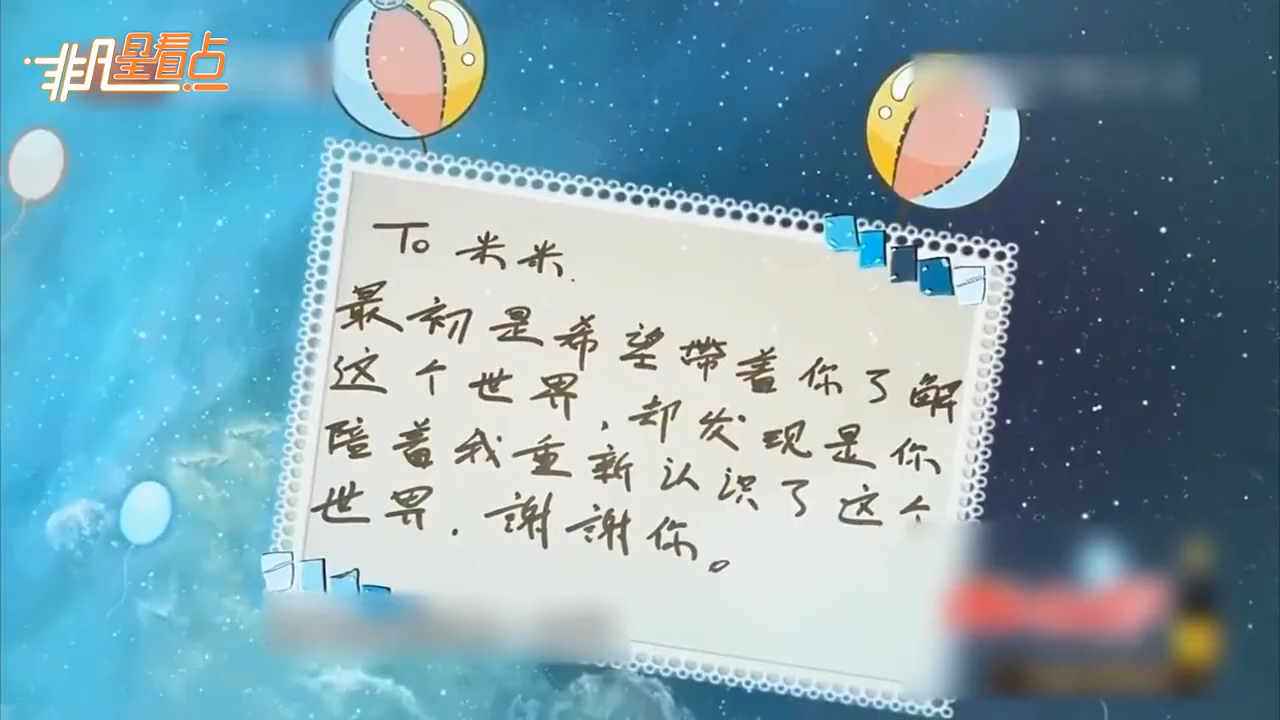 非凡星看点
To 米米.
最初是希望带着你了解
这个世界，却发现是你
陪着我重新认识了这个
世界．謝謝你。